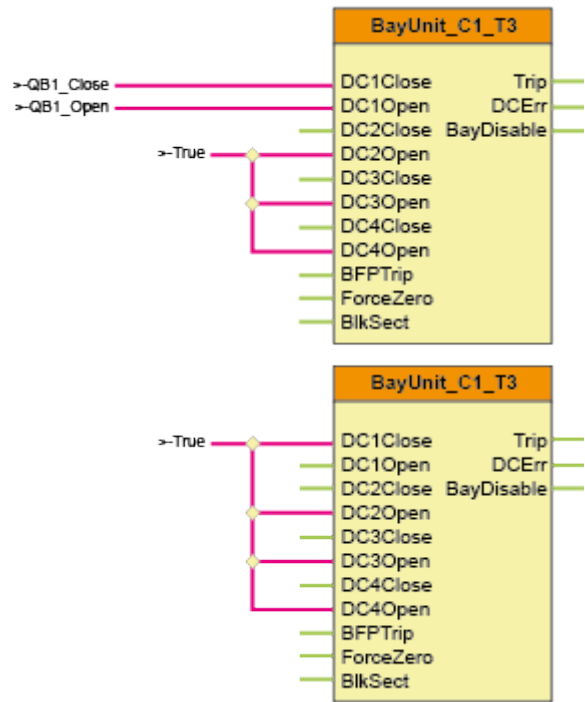 BayUnit_C1_T3
>-QB1_Close DC1Close Trip
>-QB1_Open DC1Open DCErr
DC2Close BayDisable
>-True DC2Open
DC3Close
DC3Open
DC4Close
DC4Open
BFPTrip
ForceZero
BlkSect
BayUnit_C1_T3
>-True DC1Close Trip
DC1Open DCErr
DC2Close BayDisable
DC2Open
DC3Close
DC3Open
DC4Close
DC4Open
BFPTrip
ForceZero
BlkSect